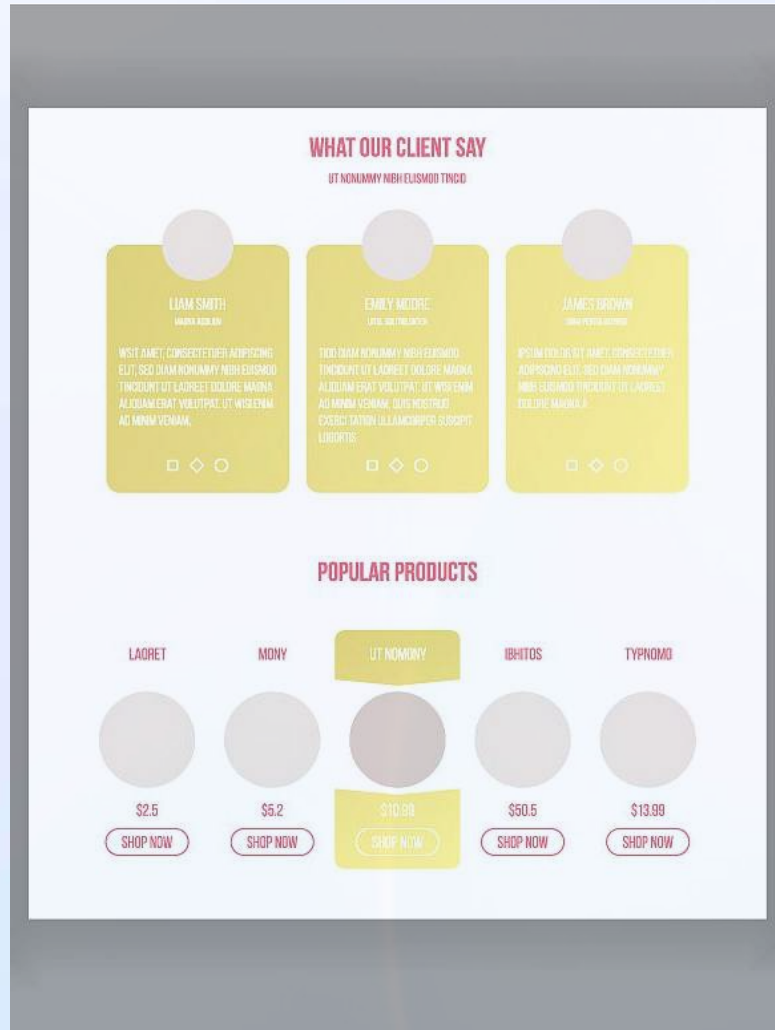 WHAT OUR CLIENT SAY
UT NONUMMY NIBH EUISMOD TINCID
LIAM SMITH
MAGNA ALIQUAM
WSIT AMET, CONSECTETUER ADIPISCING
ELIT, SED DIAM NONUMMY NIBH EUISMOD
TINCIDUNT UT LAOREET DOLORE MAGNA
ALIQUAM ERAT VOLUTPAT. UT WISI ENIM
AD MINIM VENIAM,
EMILY MOORE
TIOO DIAM NONUMMY NIBH EUISMOD
TINCIDUNT UT LAOREET DOLORE MAGNA
ALIQUAM ERAT VOLUTPAT. UT WISI ENIM
AD MINIM VENIAM, QUIS NOSTRUD
EXERCI TATION ULLAMCORPER SUSCIPIT
LOBORTIS
JAMES BROWN
IPSUM DOLOR SIT AMET, CONSECTETUER
ADIPISCING ELIT, SED DIAM NONUMMY
NIBH EUISMOD TINCIDUNT UT LAOREET
DOLORE MAGNA A
POPULAR PRODUCTS
LAORET
MONY
UT NOMONY
IBHITOS
TYPNOMO
$2.5
$5.2
$10.99
$50.5
$13.99
SHOP NOW
SHOP NOW
SHOP NOW
SHOP NOW
SHOP NOW